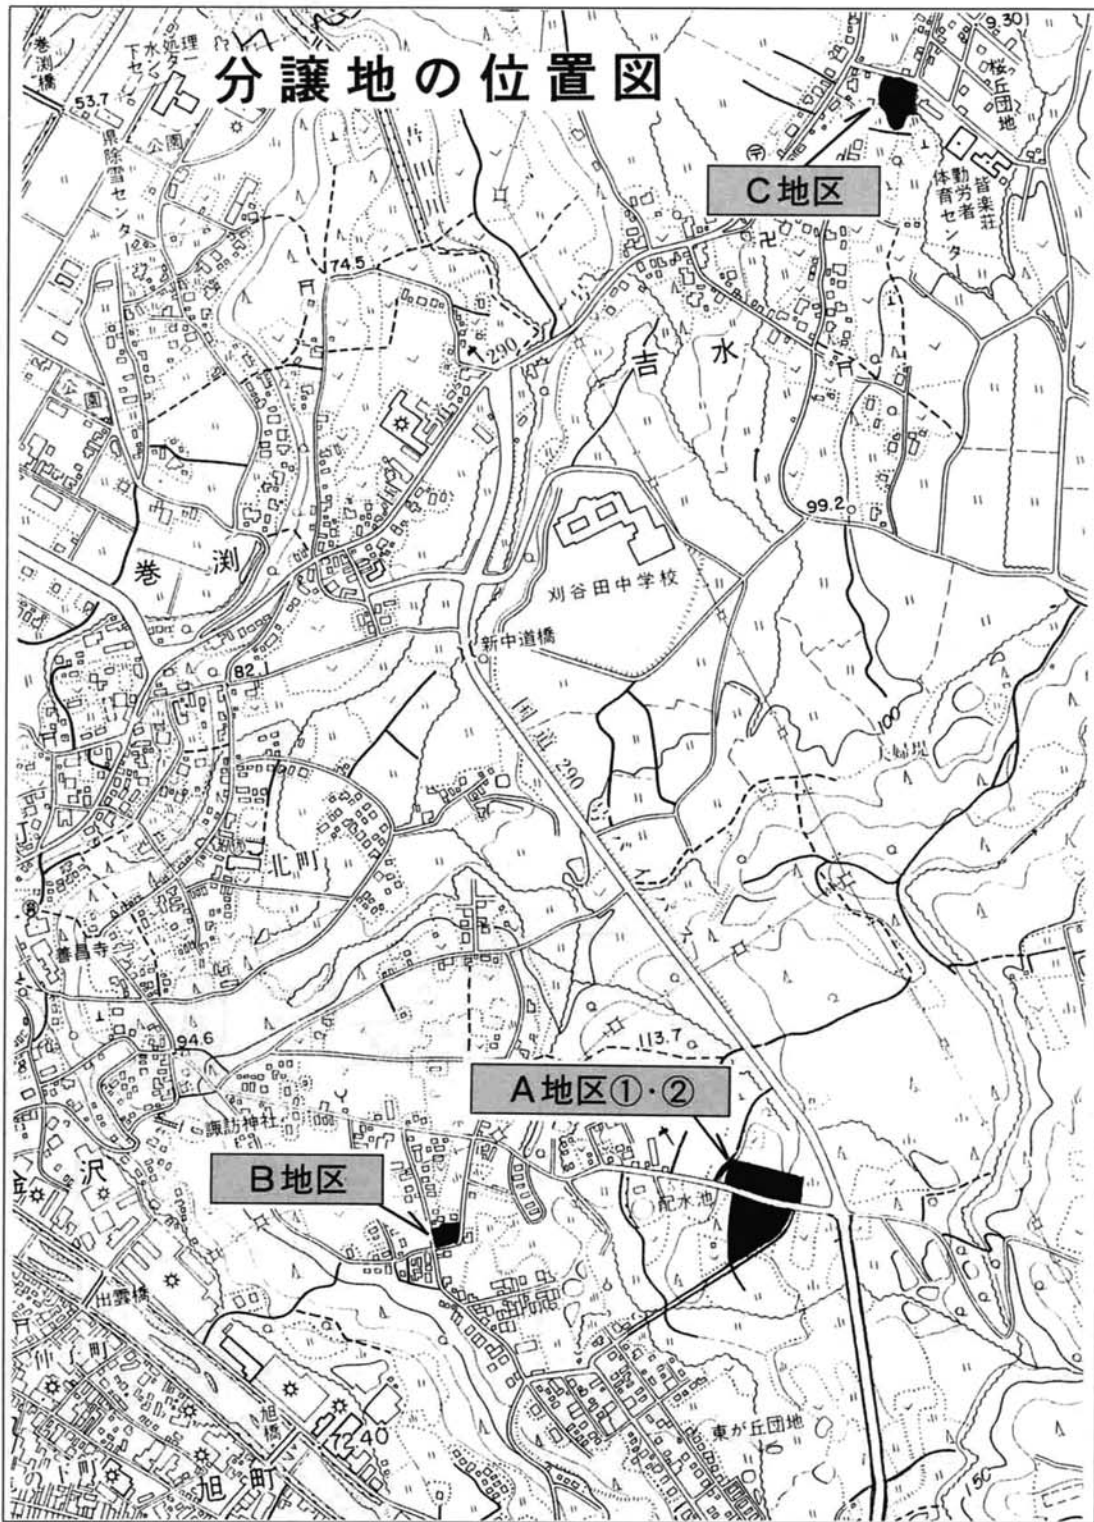 分譲地の位置図
巻渕橋
下水処理センター
53.7
公園
県除雪センター
9.30
桜ヶ丘団地
C地区
皆楽荘
勤労者体育センター
74.5
290
吉水
公園
99.2
巻渕
刈谷田中学校
新中道橋
82.1
国道290
100
北町
善昌寺
94.6
113.7
A地区①・②
諏訪神社
B地区
配水池
沢
出雲橋
旭橋
72.40
東が丘団地
旭町
150